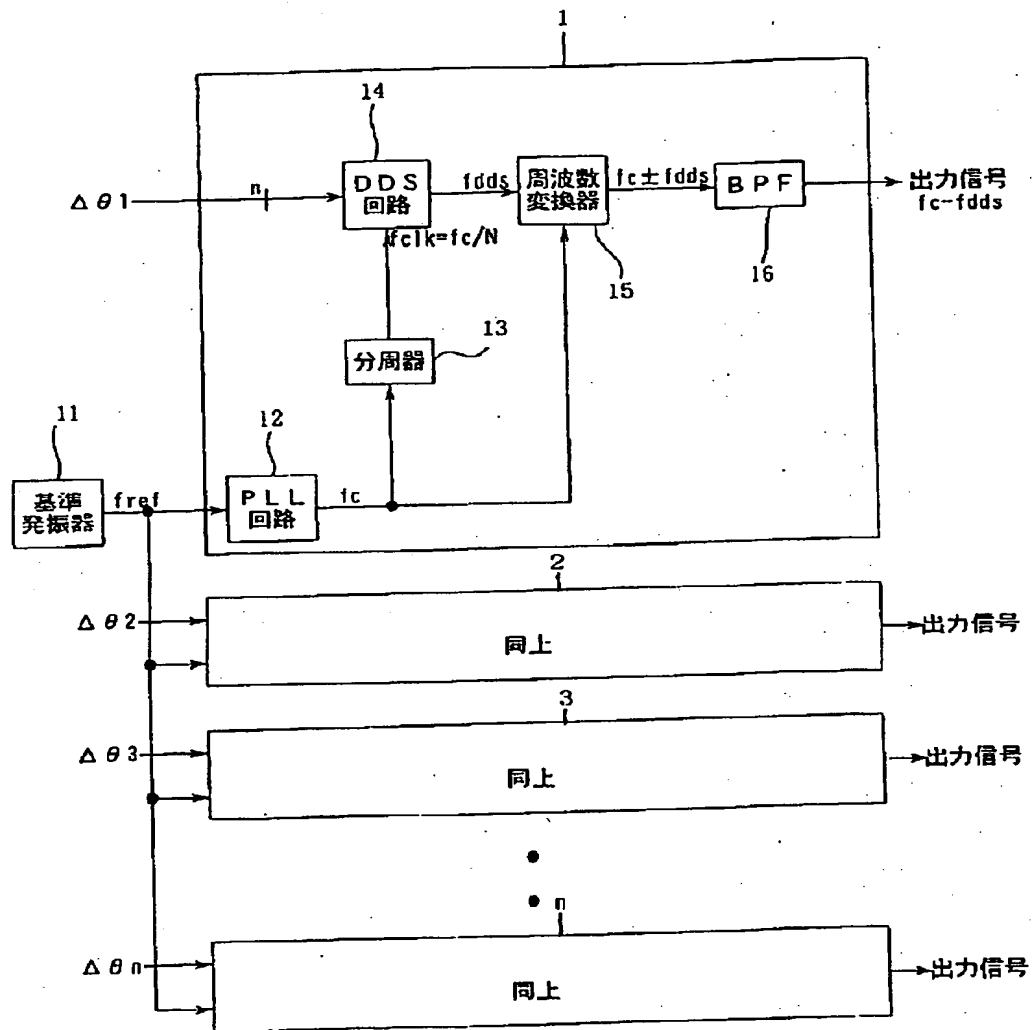 1
14
Δθ1
n
DDS
回路
fdds
周波数
変換器
fc±fdds
BPF
出力信号
fc-fdds
fclk=fc/N
15
16
分周器
13
11
12
基準
発振器
fref
PLL
回路
fc
2
Δθ2
同上
出力信号
3
Δθ3
同上
出力信号
n
Δθn
同上
出力信号